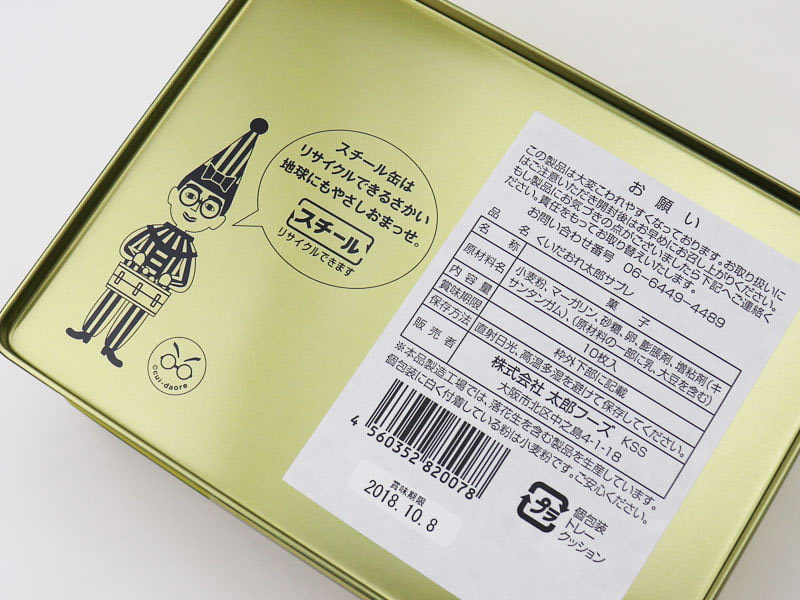 スチール缶は
リサイクルできるさかい
地球にもやさしおまっせ。
スチール
リサイクルできます
©cui-daore
お願い
この製品は大変こわれやすくなっております。お取り扱いに
はご注意いただき開封後はお早めにお召し上がりください。
もし製品にお気づきの点がございましたら下記へご連絡く
ださい。責任をもってお取替えいたします。
お問い合わせ番号 06-6449-4489
品名 くいだおれ太郎サブレ
名称 菓子
原材料名 小麦粉、マーガリン、砂糖、卵、膨脹剤、増粘剤(キ
サンタンガム)、(原材料の一部に乳、大豆を含む)
内容量 10枚入
賞味期限 枠外下部に記載
保存方法 直射日光、高温多湿を避けて保存してください。
販売者 株式会社 太郎フーズ KSS
大阪市北区中之島4-1-18
※本品製造工場では、落花生を含む製品を生産しています。
個包装に白く付着している粉は小麦粉です。ご安心ください。
4 560352 820078
賞味期限
2018.10.8
プラ
個包装
トレー
クッション